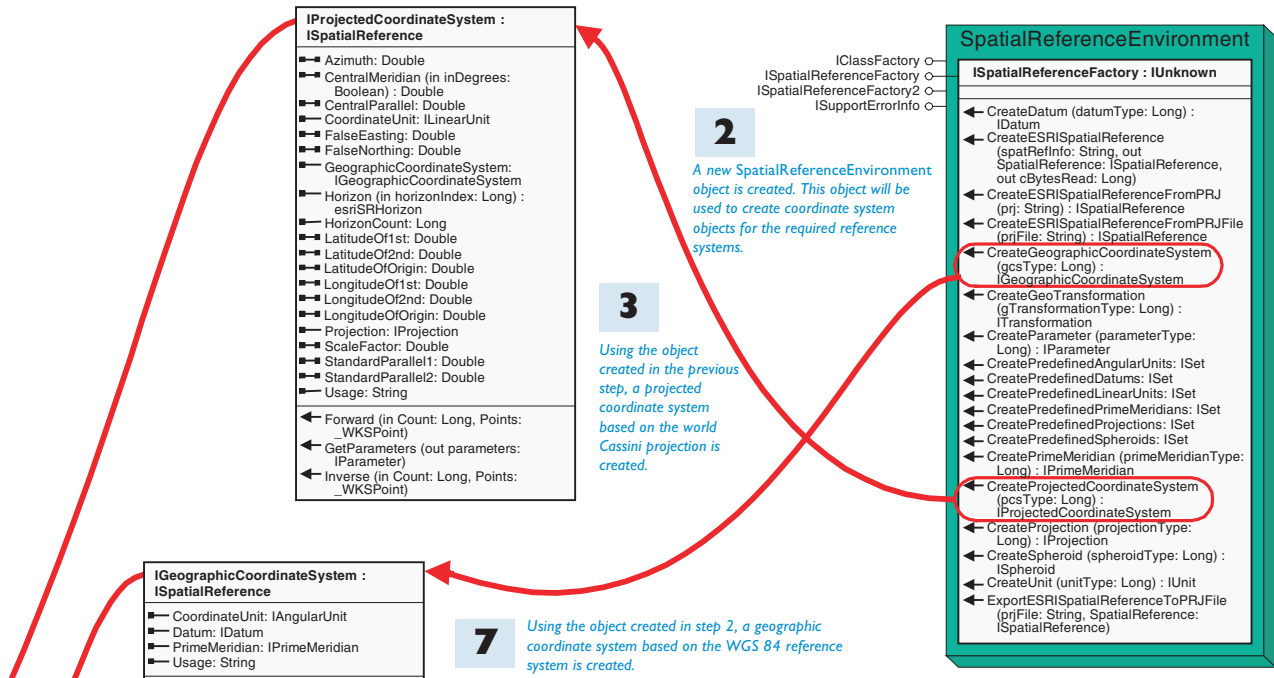 IProjectedCoordinateSystem :
ISpatialReference
Azimuth: Double
CentralMeridian (in inDegrees:
Boolean) : Double
CentralParallel: Double
CoordinateUnit: ILinearUnit
FalseEasting: Double
FalseNorthing: Double
GeographicCoordinateSystem:
IGeographicCoordinateSystem
Horizon (in horizonIndex: Long) :
esriSRHorizon
HorizonCount: Long
LatitudeOf1st: Double
LatitudeOf2nd: Double
LatitudeOfOrigin: Double
LongitudeOf1st: Double
LongitudeOf2nd: Double
LongitudeOfOrigin: Double
Projection: IProjection
ScaleFactor: Double
StandardParallel1: Double
StandardParallel2: Double
Usage: String
Forward (in Count: Long, Points:
_WKSPoint)
GetParameters (out parameters:
IParameter)
Inverse (in Count: Long, Points:
_WKSPoint)
2
A new SpatialReferenceEnvironment
object is created. This object will be
used to create coordinate system
objects for the required reference
systems.
3
Using the object
created in the previous
step, a projected
coordinate system
based on the world
Cassini projection is
created.
IClassFactory
ISpatialReferenceFactory
ISpatialReferenceFactory2
ISupportErrorInfo
SpatialReferenceEnvironment
ISpatialReferenceFactory : IUnknown
CreateDatum (datumType: Long) :
IDatum
CreateESRISpatialReference
(spatRefInfo: String, out
SpatialReference: ISpatialReference,
out cBytesRead: Long)
CreateESRISpatialReferenceFromPRJ
(prj: String) : ISpatialReference
CreateESRISpatialReferenceFromPRJFile
(prjFile: String) : ISpatialReference
CreateGeographicCoordinateSystem
(gcsType: Long) :
IGeographicCoordinateSystem
CreateGeoTransformation
(gTransformationType: Long) :
ITransformation
CreateParameter (parameterType:
Long) : IParameter
CreatePredefinedAngularUnits: ISet
CreatePredefinedDatums: ISet
CreatePredefinedLinearUnits: ISet
CreatePredefinedPrimeMeridians: ISet
CreatePredefinedProjections: ISet
CreatePredefinedSpheroids: ISet
CreatePrimeMeridian (primeMeridianType:
Long) : IPrimeMeridian
CreateProjectedCoordinateSystem
(pcsType: Long) :
IProjectedCoordinateSystem
CreateProjection (projectionType:
Long) : IProjection
CreateSpheroid (spheroidType: Long) :
ISpheroid
CreateUnit (unitType: Long) : IUnit
ExportESRISpatialReferenceToPRJFile
(prjFile: String, SpatialReference:
ISpatialReference)
IGeographicCoordinateSystem :
ISpatialReference
CoordinateUnit: IAngularUnit
Datum: IDatum
PrimeMeridian: IPrimeMeridian
Usage: String
7
Using the object created in step 2, a geographic
coordinate system based on the WGS 84 reference
system is created.